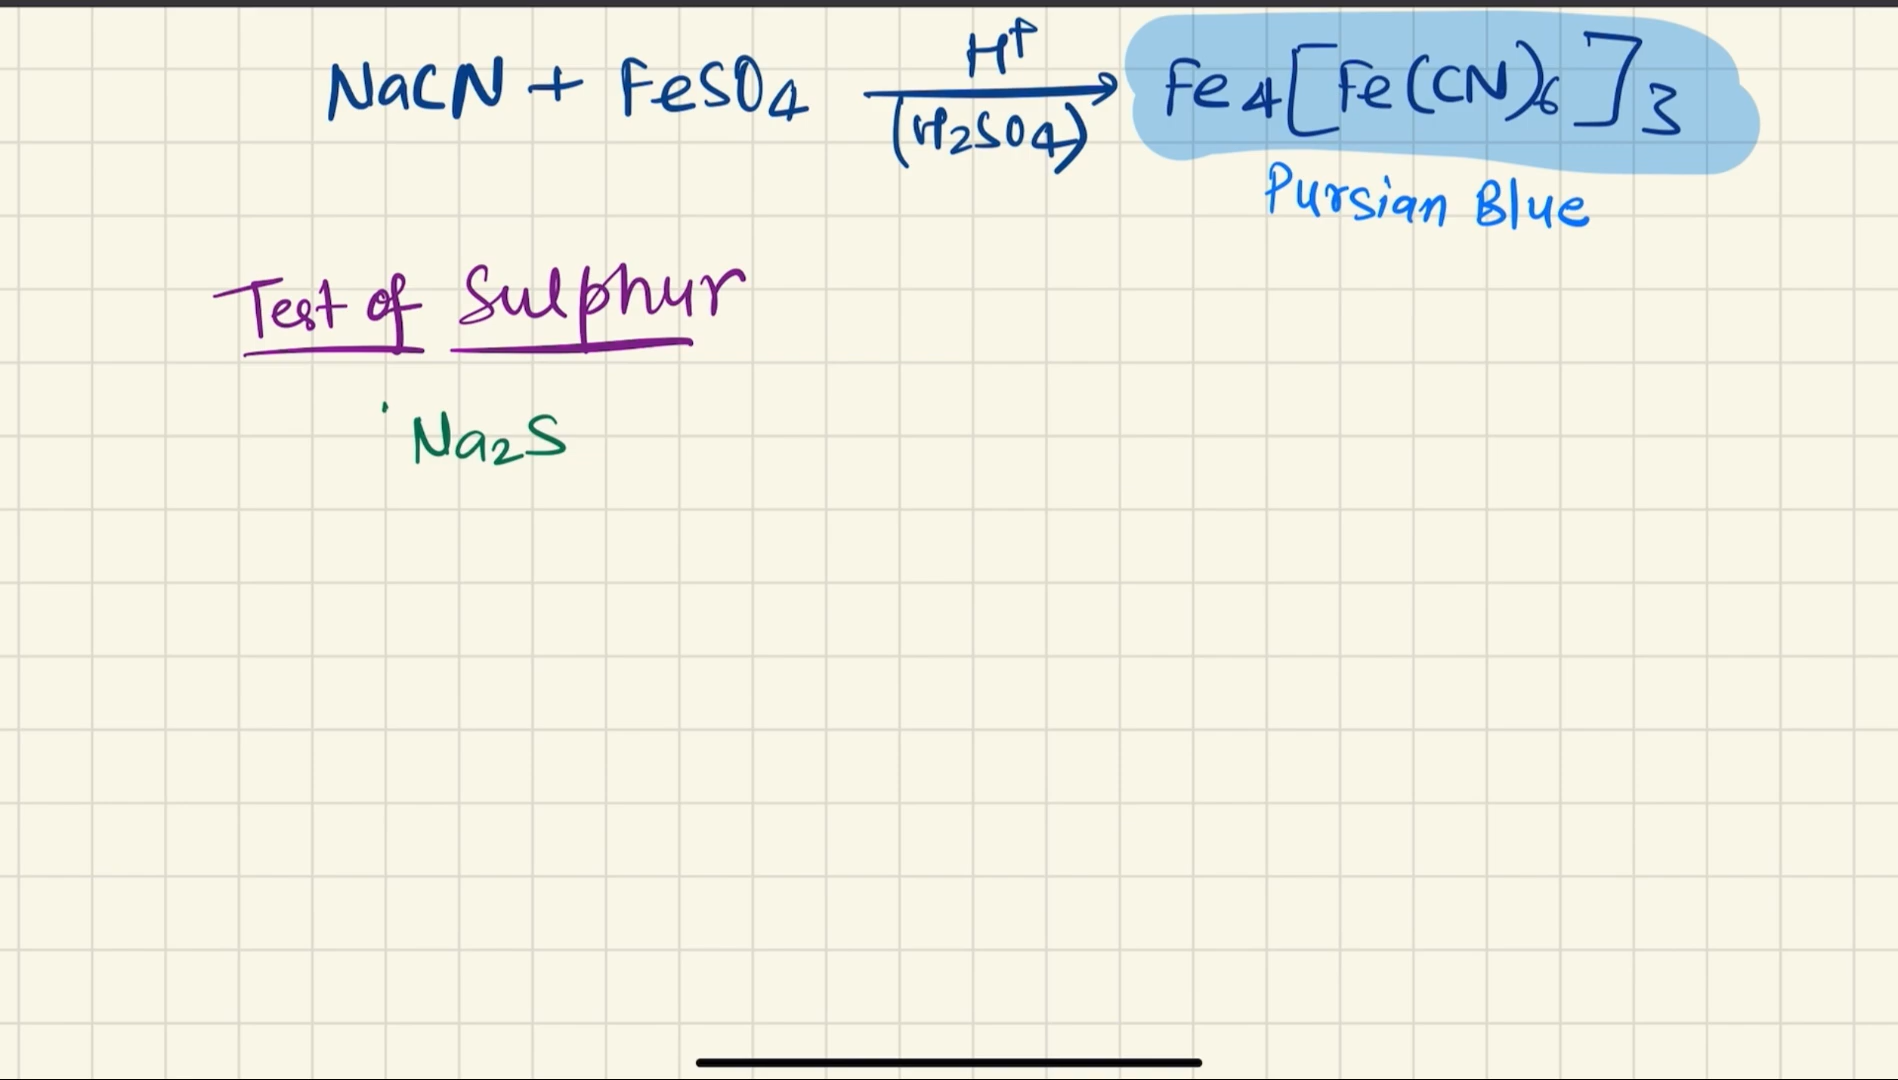 NaCN + FeSO4 H+ (H2SO4) → Fe4[Fe(CN)6]3
Pursian Blue
Test of Sulphur
Na2S